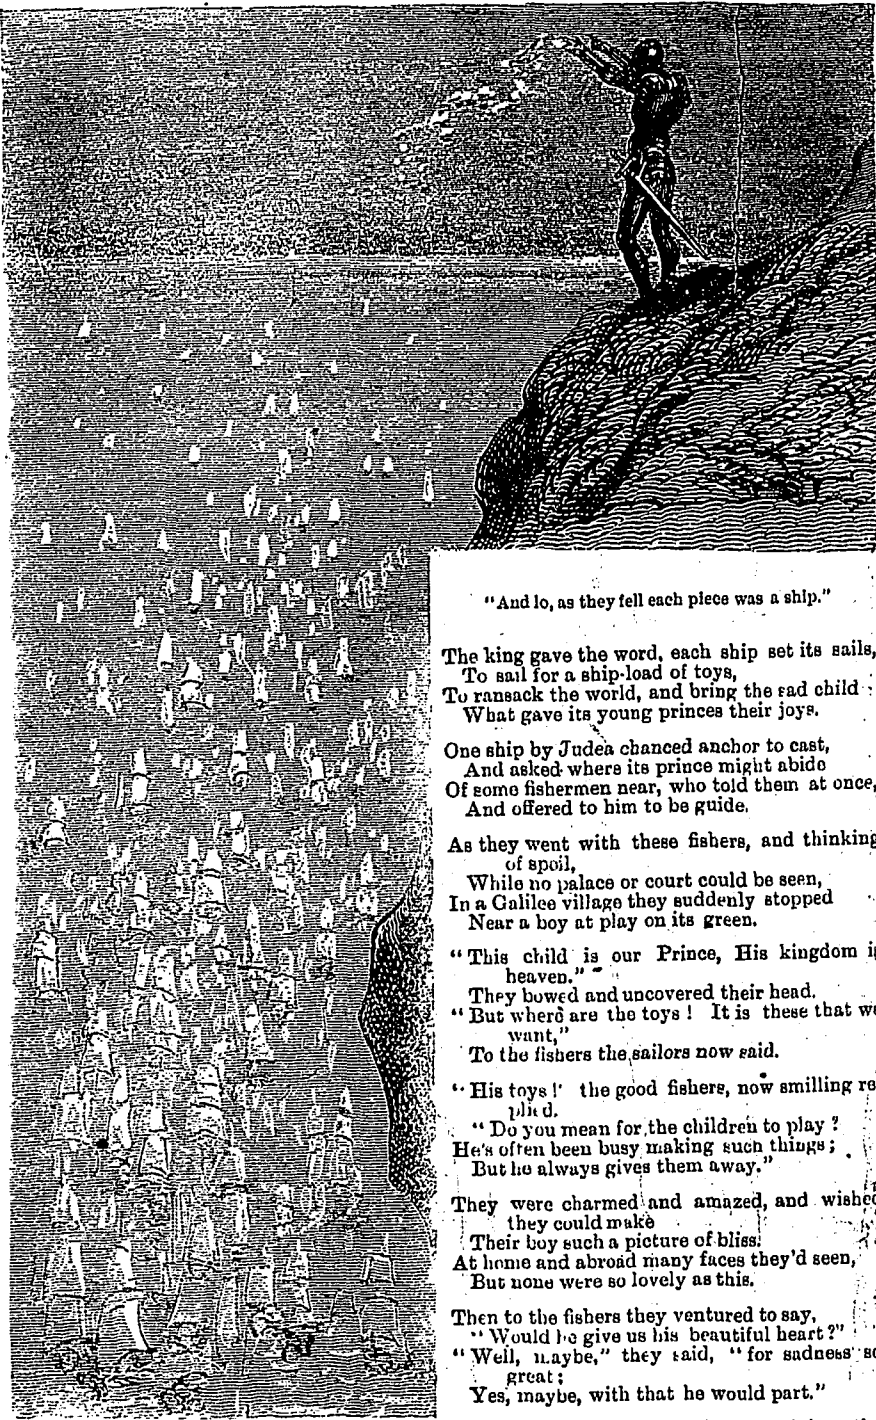 "And lo, as they fell each piece was a ship."
The king gave the word, each ship set its sails,
To sail for a ship-load of toys,
To ransack the world, and bring the sad child
What gave its young princes their joys.
One ship by Judea chanced anchor to cast,
And asked where its prince might abide
Of some fishermen near, who told them at once,
And offered to him to be guide.
As they went with these fishers, and thinking
of spoil,
While no palace or court could be seen,
In a Galilee village they suddenly stopped
Near a boy at play on its green.
"This child is our Prince, His kingdom i
heaven."
They bowed and uncovered their head.
"But where are the toys! It is these that w
want,"
To the fishers the sailors now said.
"His toys!' the good fishers, now smiling re
plied.
"Do you mean for the children to play?
He's often been busy making such things;
But he always gives them away."
They were charmed and amazed, and wished
they could make
Their boy such a picture of bliss:
At home and abroad many faces they'd seen,
But none were so lovely as this.
Then to the fishers they ventured to say,
"Would he give us his beautiful heart?"
"Well, maybe," they said, "for sadness so
great;
Yes, maybe, with that he would part."